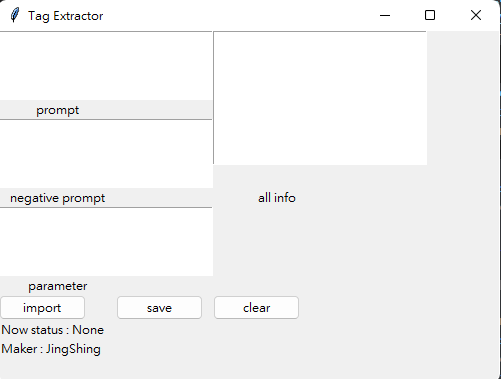 Tag Extractor
prompt
negative prompt
all info
parameter
import save clear
Now status : None
Maker : JingShing